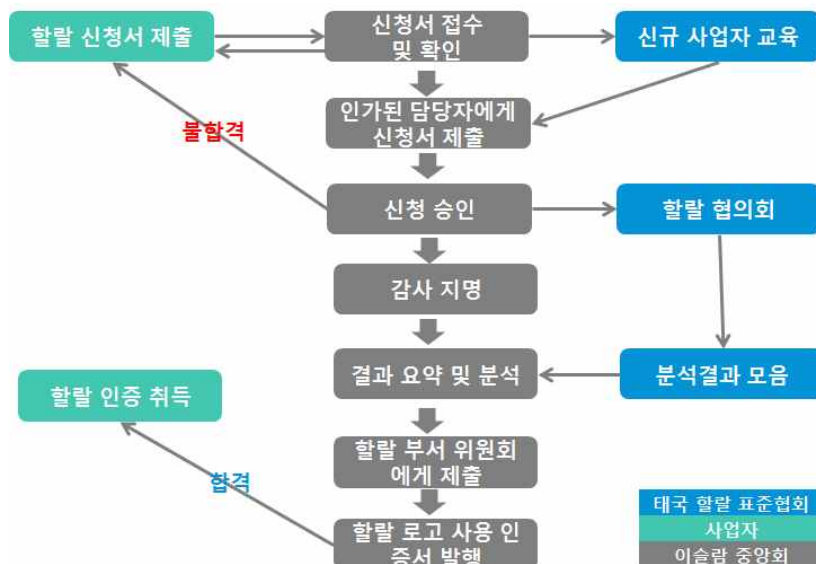 할랄 신청서 제출
신청서 접수
및 확인
신규 사업자 교육
인가된 담당자에게
신청서 제출
불합격
신청 승인
할랄 협의회
감사 지명
결과 요약 및 분석
분석결과 모음
할랄 인증 취득
할랄 부서 위원회
에게 제출
합격
할랄 로고 사용 인
증서 발행
태국 할랄 표준협회
사업자
이슬람 중앙회